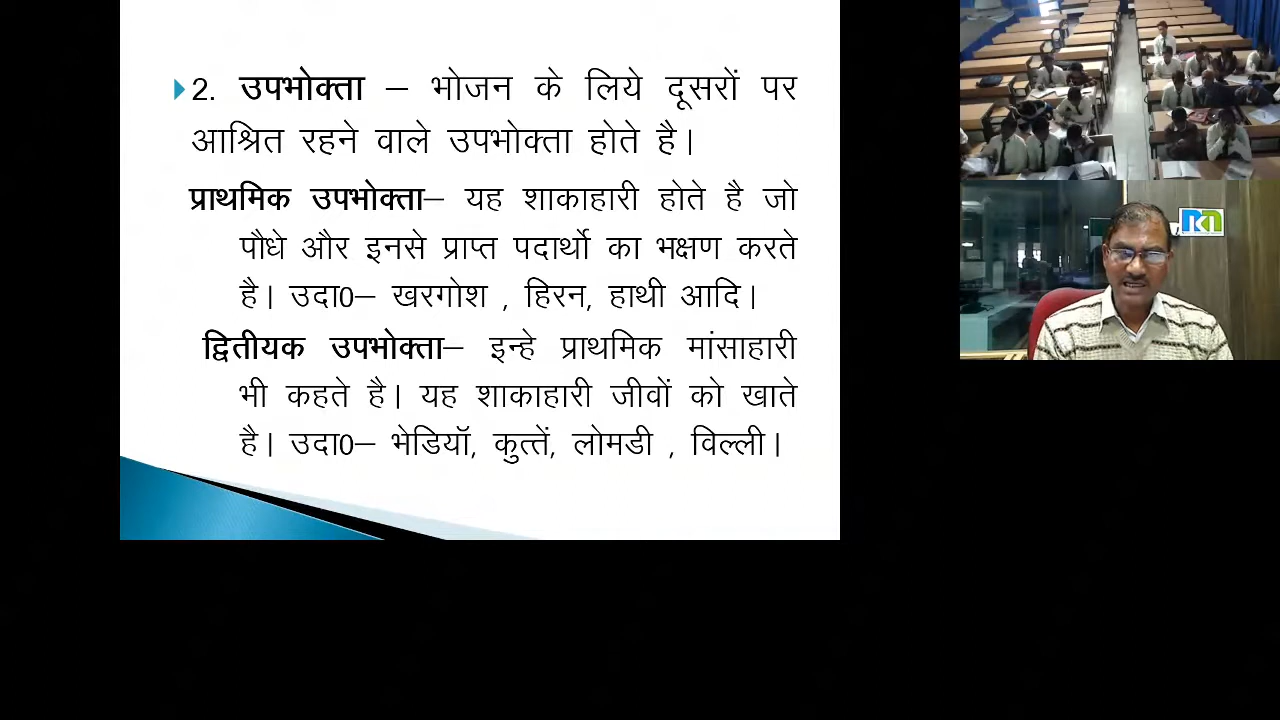 2. उपभोक्ता – भोजन के लिये दूसरों पर
आश्रित रहने वाले उपभोक्ता होते है।
प्राथमिक उपभोक्ता– यह शाकाहारी होते है जो
पौधे और इनसे प्राप्त पदार्थो का भक्षण करते
है। उदा0– खरगोश , हिरन, हाथी आदि।
द्वितीयक उपभोक्ता– इन्हे प्राथमिक मांसाहारी
भी कहते है। यह शाकाहारी जीवों को खाते
है। उदा0– भेडियॉ, कुत्तें, लोमडी , विल्ली।